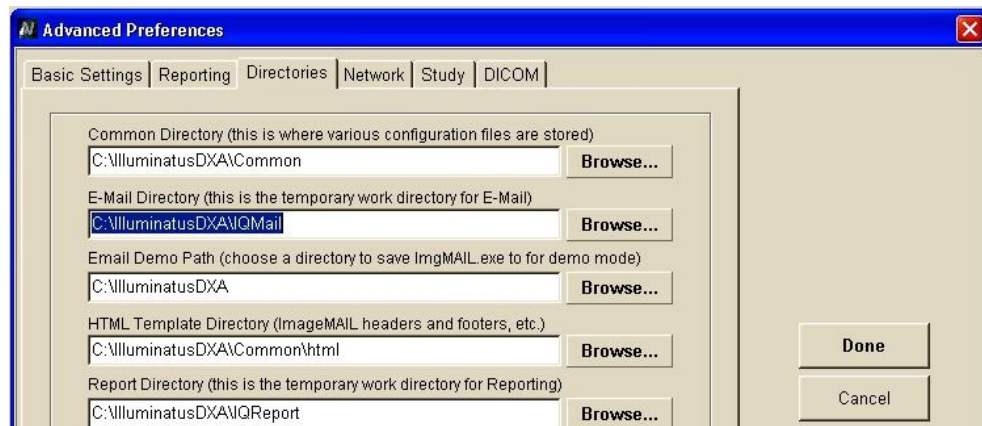 Advanced Preferences
Basic Settings Reporting Directories Network Study DICOM
Common Directory (this is where various configuration files are stored)
C:\IlluminatusDXA\Common Browse...
E-Mail Directory (this is the temporary work directory for E-Mail)
C:\IlluminatusDXA\IQMail Browse...
Email Demo Path (choose a directory to save ImgMAIL.exe to for demo mode)
C:\IlluminatusDXA Browse...
HTML Template Directory (ImageMAIL headers and footers, etc.)
C:\IlluminatusDXA\Common\html Browse...
Done
Report Directory (this is the temporary work directory for Reporting)
C:\IlluminatusDXA\IQReport Browse...
Cancel